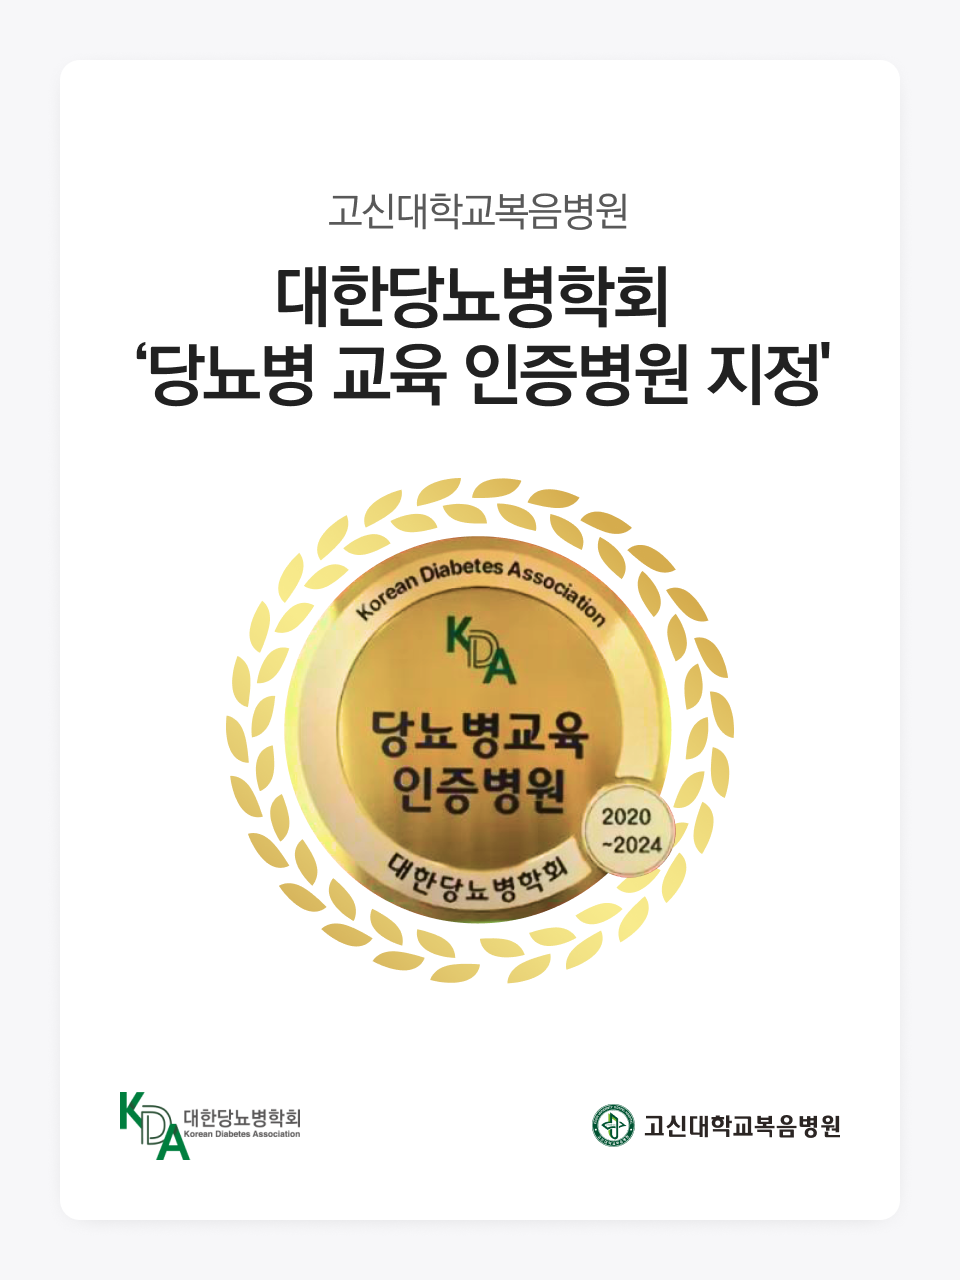 고신대학교복음병원
대한당뇨병학회
‘당뇨병 교육 인증병원 지정'
Korean Diabetes Association
KDA
당뇨병교육
인증병원
2020
~2024
대한당뇨병학회
KDA
대한당뇨병학회
Korean Diabetes Association
고신대학교복음병원